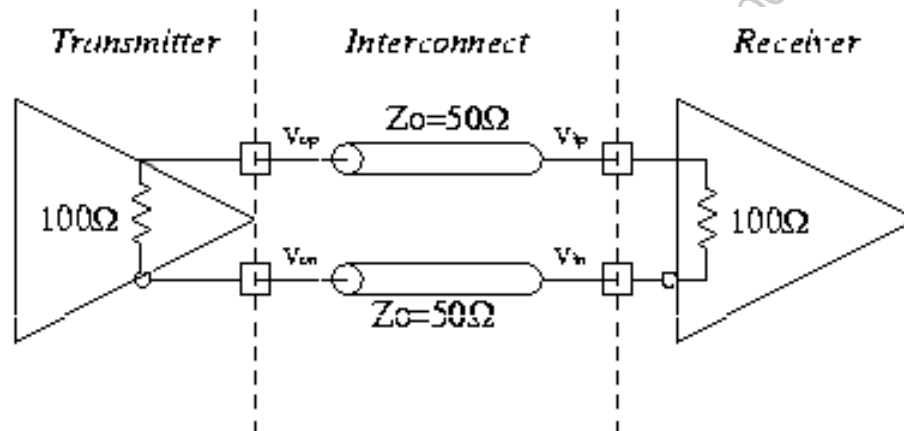 Transmitter
Interconnect
Receiver
Zo=50Ω
Vop
Vip
100Ω
100Ω
Von
Vin
Zo=50Ω